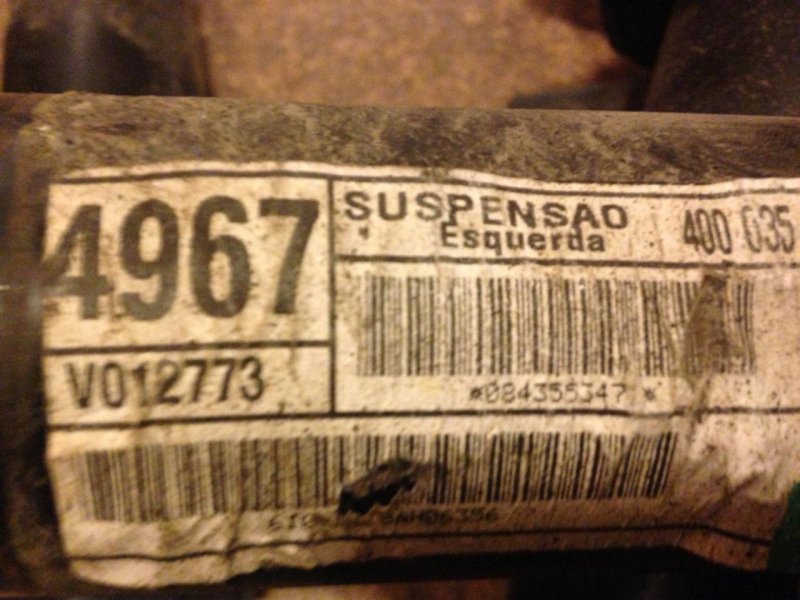 4967
SUSPENSAO
Esquerda
400 035
V012773
*084355347 *